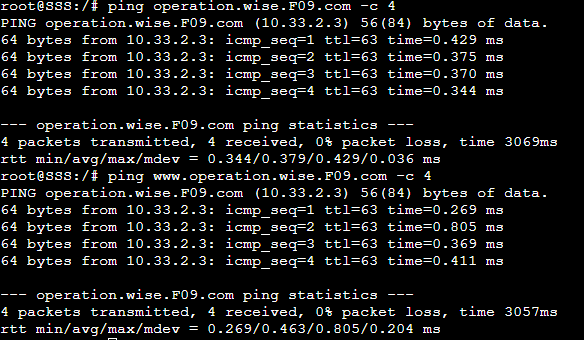 root@SSS:/# ping operation.wise.F09.com -c 4
PING operation.wise.F09.com (10.33.2.3) 56(84) bytes of data.
64 bytes from 10.33.2.3: icmp_seq=1 ttl=63 time=0.429 ms
64 bytes from 10.33.2.3: icmp_seq=2 ttl=63 time=0.375 ms
64 bytes from 10.33.2.3: icmp_seq=3 ttl=63 time=0.370 ms
64 bytes from 10.33.2.3: icmp_seq=4 ttl=63 time=0.344 ms
--- operation.wise.F09.com ping statistics ---
4 packets transmitted, 4 received, 0% packet loss, time 3069ms
rtt min/avg/max/mdev = 0.344/0.379/0.429/0.036 ms
root@SSS:/# ping www.operation.wise.F09.com -c 4
PING operation.wise.F09.com (10.33.2.3) 56(84) bytes of data.
64 bytes from 10.33.2.3: icmp_seq=1 ttl=63 time=0.269 ms
64 bytes from 10.33.2.3: icmp_seq=2 ttl=63 time=0.805 ms
64 bytes from 10.33.2.3: icmp_seq=3 ttl=63 time=0.369 ms
64 bytes from 10.33.2.3: icmp_seq=4 ttl=63 time=0.411 ms
--- operation.wise.F09.com ping statistics ---
4 packets transmitted, 4 received, 0% packet loss, time 3057ms
rtt min/avg/max/mdev = 0.269/0.463/0.805/0.204 ms